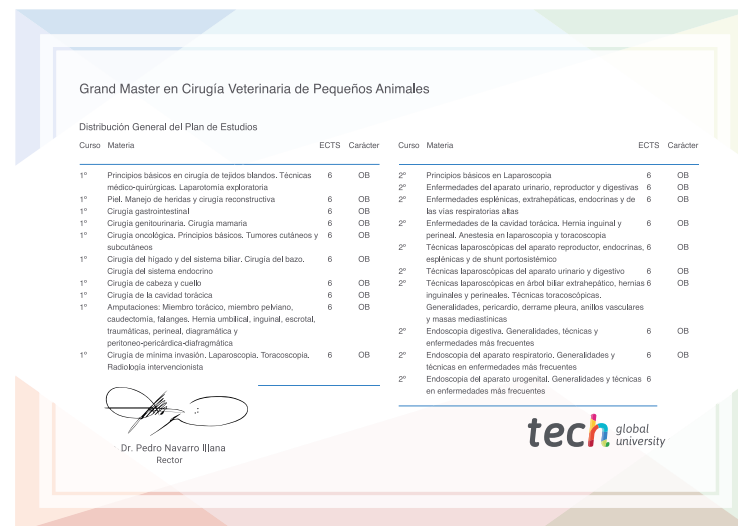 Grand Master en Cirugía Veterinaria de Pequeños Animales
Distribución General del Plan de Estudios
Curso Materia ECTS Carácter
1º Principios básicos en cirugía de tejidos blandos. Técnicas 6 OB
médico-quirúrgicas. Laparotomía exploratoria
1º Piel. Manejo de heridas y cirugía reconstructiva 6 OB
1º Cirugía gastrointestinal 6 OB
1º Cirugía genitourinaria. Cirugía mamaria 6 OB
1º Cirugía oncológica. Principios básicos. Tumores cutáneos y 6 OB
subcutáneos
1º Cirugía del hígado y del sistema biliar. Cirugía del bazo. 6 OB
Cirugía del sistema endocrino
1º Cirugía de cabeza y cuello 6 OB
1º Cirugía de la cavidad torácica 6 OB
1º Amputaciones: Miembro torácico, miembro pelviano, 6 OB
caudectomía, falanges. Hernia umbilical, inguinal, escrotal,
traumáticas, perineal, diagramática y
peritoneo-pericárdica-diafragmática
1º Cirugía de mínima invasión. Laparoscopia. Toracoscopia. 6 OB
Radiología intervencionista
Curso Materia ECTS Carácter
2º Principios básicos en Laparoscopia 6 OB
2º Enfermedades del aparato urinario, reproductor y digestivas 6 OB
2º Enfermedades esplénicas, extrahepáticas, endocrinas y de 6 OB
las vías respiratorias altas
2º Enfermedades de la cavidad torácica. Hernia inguinal y 6 OB
perineal. Anestesia en laparoscopia y toracoscopia
2º Técnicas laparoscópicas del aparato reproductor, endocrinas, 6 OB
esplénicas y de shunt portosistémico
2º Técnicas laparoscópicas del aparato urinario y digestivo 6 OB
2º Técnicas laparoscópicas en árbol biliar extrahepático, hernias 6 OB
inguinales y perineales. Técnicas toracoscópicas.
Generalidades, pericardio, derrame pleura, anillos vasculares
y masas mediastínicas
2º Endoscopia digestiva. Generalidades, técnicas y 6 OB
enfermedades más frecuentes
2º Endoscopia del aparato respiratorio. Generalidades y 6 OB
técnicas en enfermedades más frecuentes
2º Endoscopia del aparato urogenital. Generalidades y técnicas 6
en enfermedades más frecuentes
Dr. Pedro Navarro Illana
Rector
tech global
university